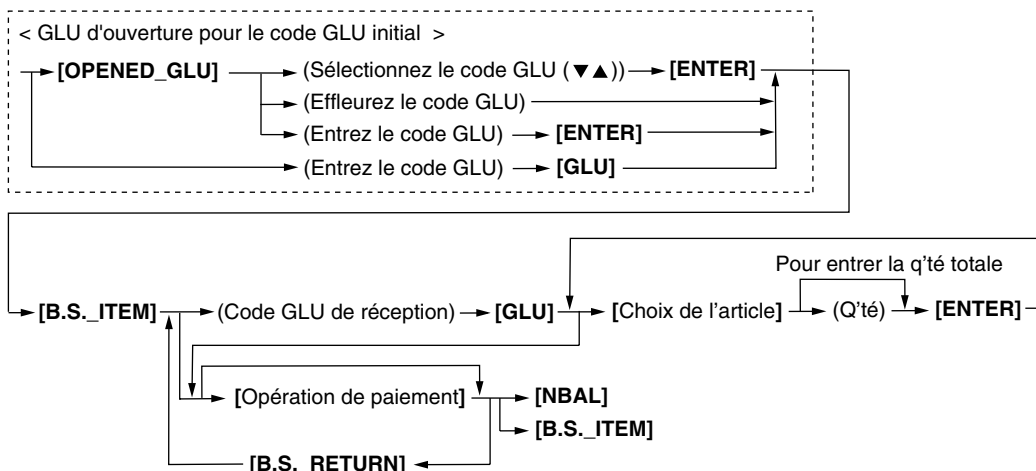 < GLU d'ouverture pour le code GLU initial >
[OPENED_GLU] (Sélectionnez le code GLU (▼▲)) [ENTER]
(Effleurez le code GLU)
(Entrez le code GLU) [ENTER]
(Entrez le code GLU) [GLU]
Pour entrer la q'té totale
[B.S._ITEM] (Code GLU de réception) [GLU] [Choix de l'article] (Q'té) [ENTER]
[Opération de paiement] [NBAL]
[B.S._ITEM]
[B.S._RETURN]